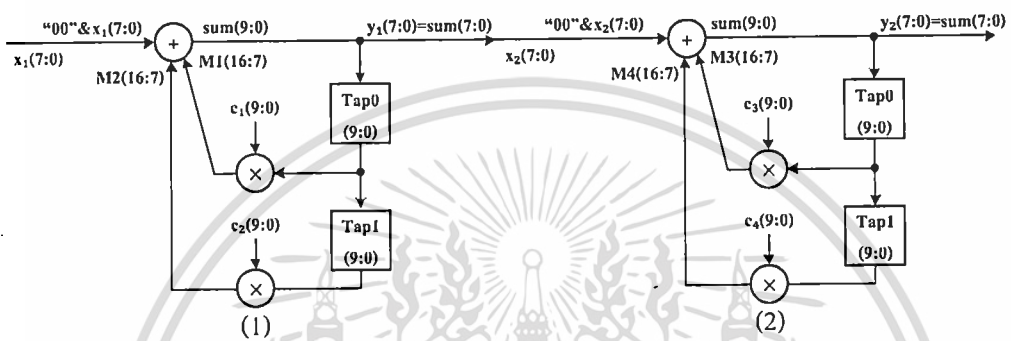 “00”&x₁(7:0)
sum(9:0)
y₁(7:0)=sum(7:0)
“00”&x₂(7:0)
sum(9:0)
y₂(7:0)=sum(7:0)
+
+
x₁(7:0)
x₂(7:0)
M2(16:7)
M1(16:7)
M4(16:7)
M3(16:7)
Tap0
(9:0)
Tap0
(9:0)
c₁(9:0)
c₃(9:0)
×
×
Tap1
(9:0)
Tap1
(9:0)
c₂(9:0)
c₄(9:0)
×
×
(1)
(2)